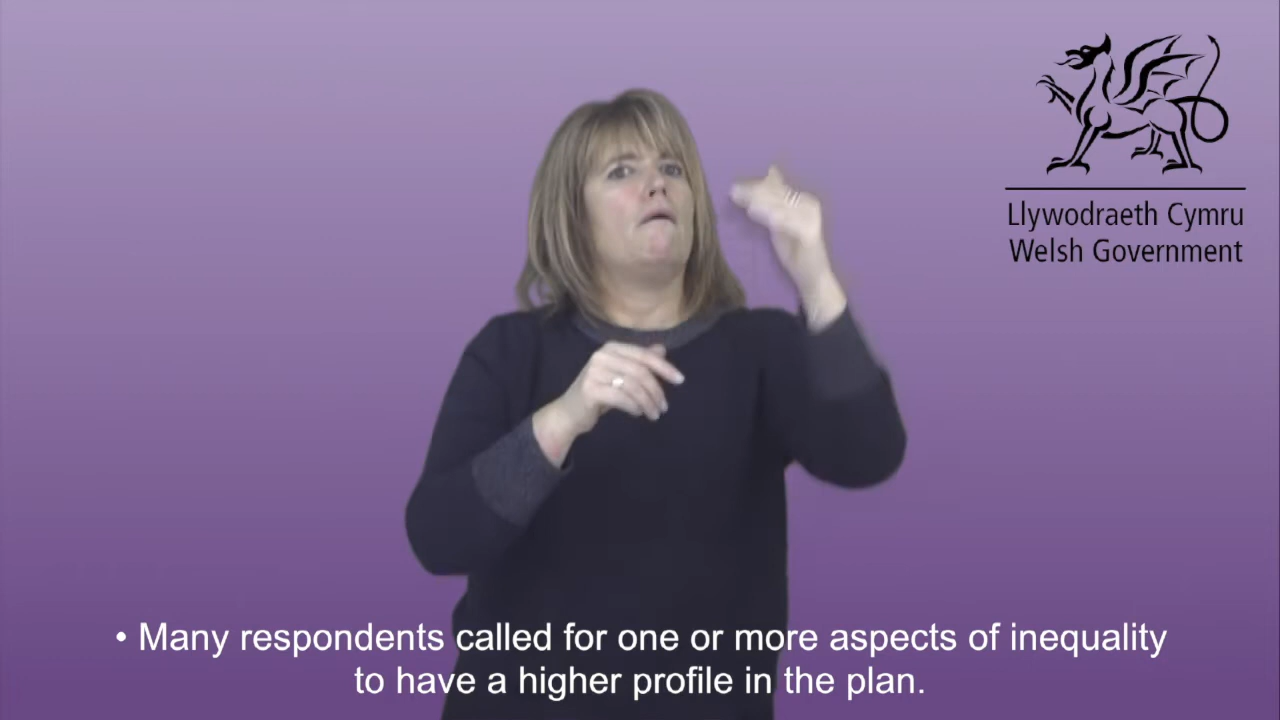 Llywodraeth Cymru
Welsh Government
• Many respondents called for one or more aspects of inequality
to have a higher profile in the plan.